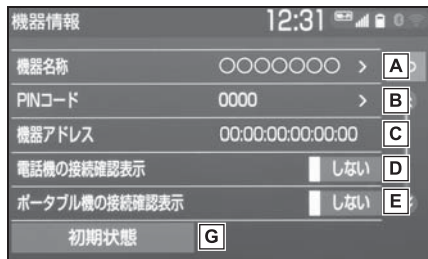 機器情報 12:31
機器名称 ○○○○○○○ > A
PINコード 0000 > B
機器アドレス 00:00:00:00:00:00 C
電話機の接続確認表示 しない D
ポータブル機の接続確認表示 しない E
初期状態 G